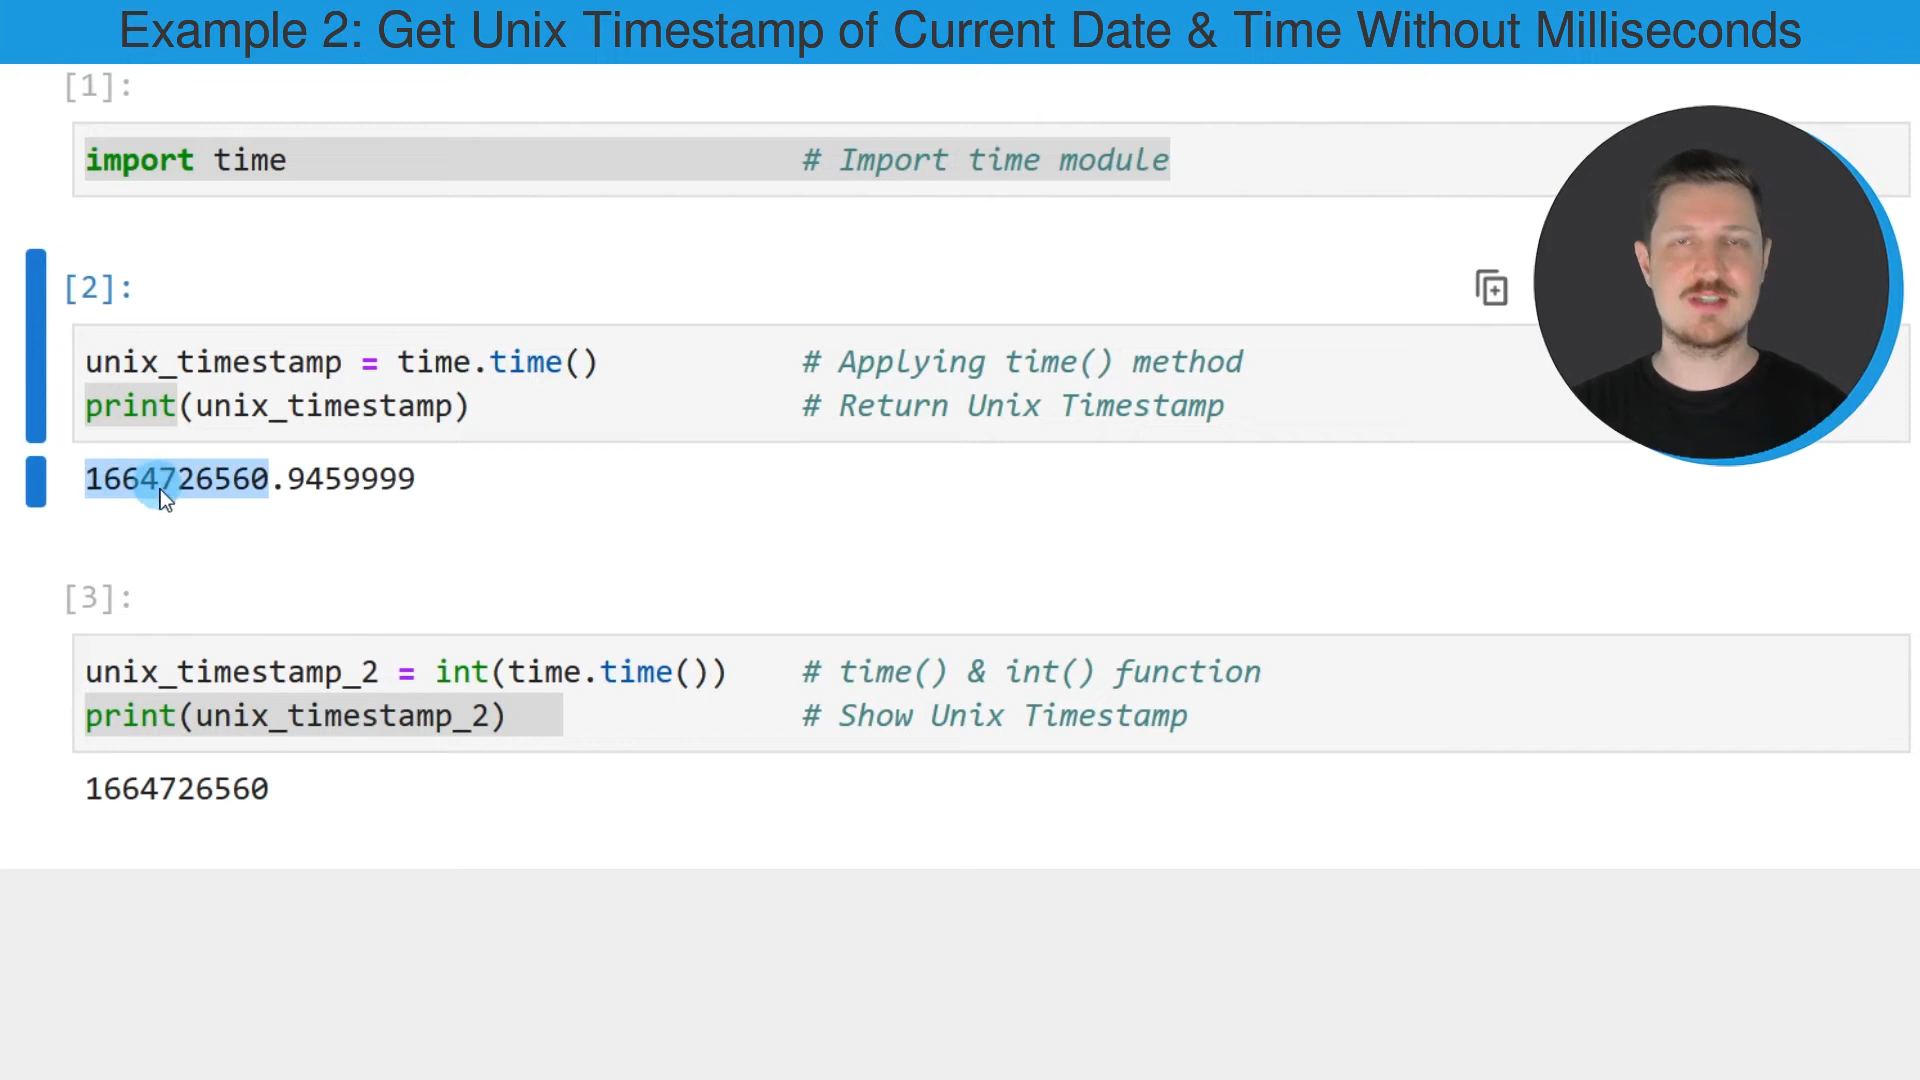 Example 2: Get Unix Timestamp of Current Date & Time Without Milliseconds
[1]:
import time # Import time module
[2]:
unix_timestamp = time.time() # Applying time() method
print(unix_timestamp) # Return Unix Timestamp
1664726560.9459999
[3]:
unix_timestamp_2 = int(time.time()) # time() & int() function
print(unix_timestamp_2) # Show Unix Timestamp
1664726560